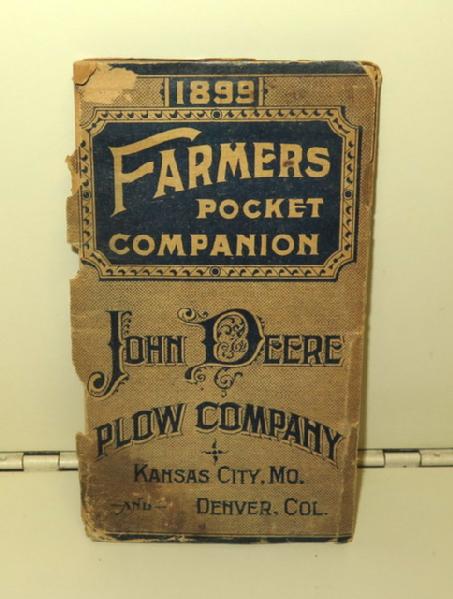 1899
FARMERS
POCKET
COMPANION
JOHN DEERE
PLOW COMPANY
KANSAS CITY, MO.
-AND- DENVER, COL.